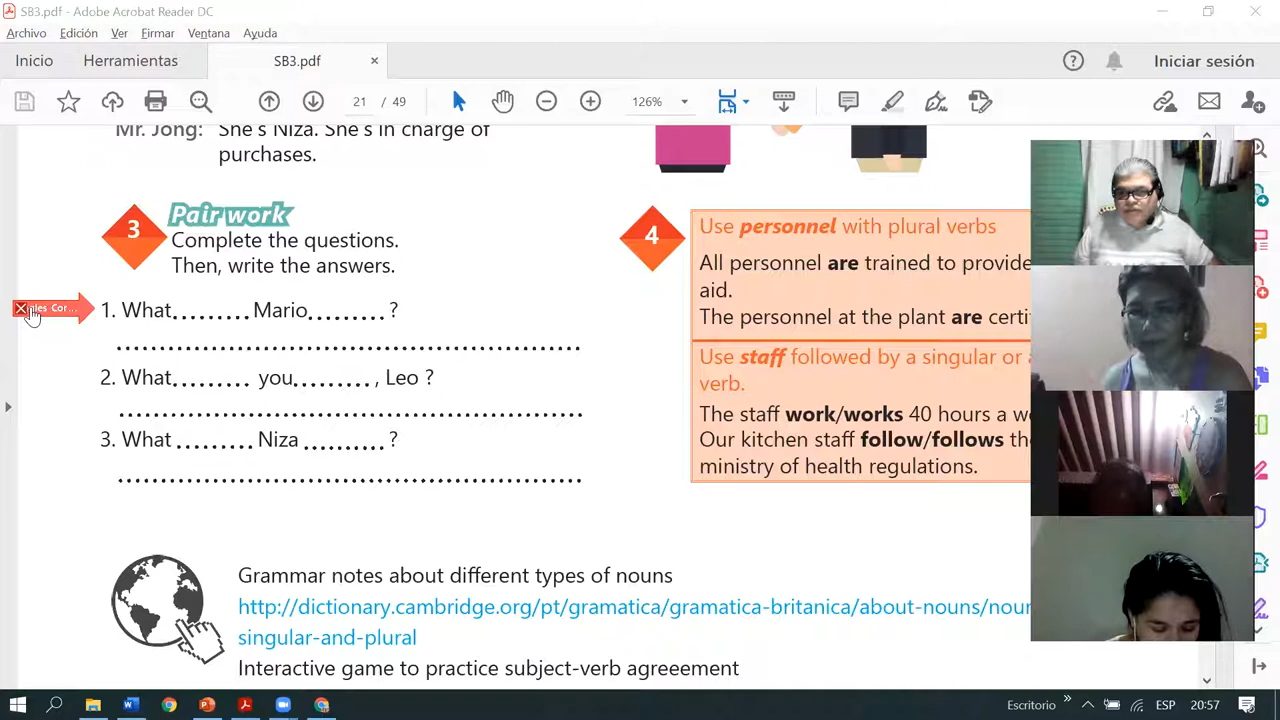 SB3.pdf - Adobe Acrobat Reader DC
Archivo Edición Ver Firmar Ventana Ayuda
Inicio Herramientas SB3.pdf × Iniciar sesión
21 / 49 126%
Mr. Jong: She's Niza. She's in charge of
purchases.
3 Pair work
Complete the questions.
Then, write the answers.
1. What......... Mario......... ?
2. What......... you........., Leo ?
3. What ......... Niza ......... ?
4 Use personnel with plural verbs
All personnel are trained to provide
aid.
The personnel at the plant are certi
Use staff followed by a singular or
verb.
The staff work/works 40 hours a w
Our kitchen staff follow/follows th
ministry of health regulations.
Grammar notes about different types of nouns
http://dictionary.cambridge.org/pt/gramatica/gramatica-britanica/about-nouns/nour
singular-and-plural
Interactive game to practice subject-verb agreeement
Escritorio » ESP 20:57